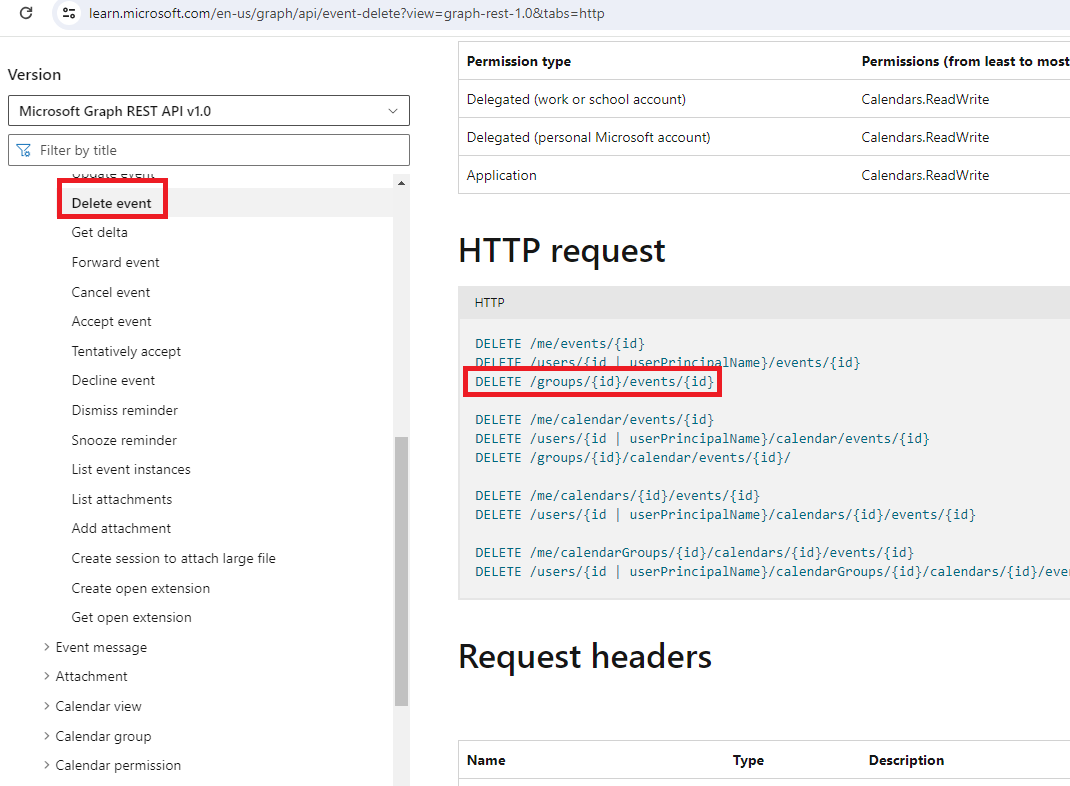 learn.microsoft.com/en-us/graph/api/event-delete?view=graph-rest-1.0&tabs=http
Version
Microsoft Graph REST API v1.0
Filter by title
Update event
Delete event
Get delta
Forward event
Cancel event
Accept event
Tentatively accept
Decline event
Dismiss reminder
Snooze reminder
List event instances
List attachments
Add attachment
Create session to attach large file
Create open extension
Get open extension
Event message
Attachment
Calendar view
Calendar group
Calendar permission
Permission type Permissions (from least to most
Delegated (work or school account) Calendars.ReadWrite
Delegated (personal Microsoft account) Calendars.ReadWrite
Application Calendars.ReadWrite
HTTP request
HTTP
DELETE /me/events/{id}
DELETE /users/{id | userPrincipalName}/events/{id}
DELETE /groups/{id}/events/{id}
DELETE /me/calendar/events/{id}
DELETE /users/{id | userPrincipalName}/calendar/events/{id}
DELETE /groups/{id}/calendar/events/{id}/
DELETE /me/calendars/{id}/events/{id}
DELETE /users/{id | userPrincipalName}/calendars/{id}/events/{id}
DELETE /me/calendarGroups/{id}/calendars/{id}/events/{id}
DELETE /users/{id | userPrincipalName}/calendarGroups/{id}/calendars/{id}/eve
Request headers
Name Type Description